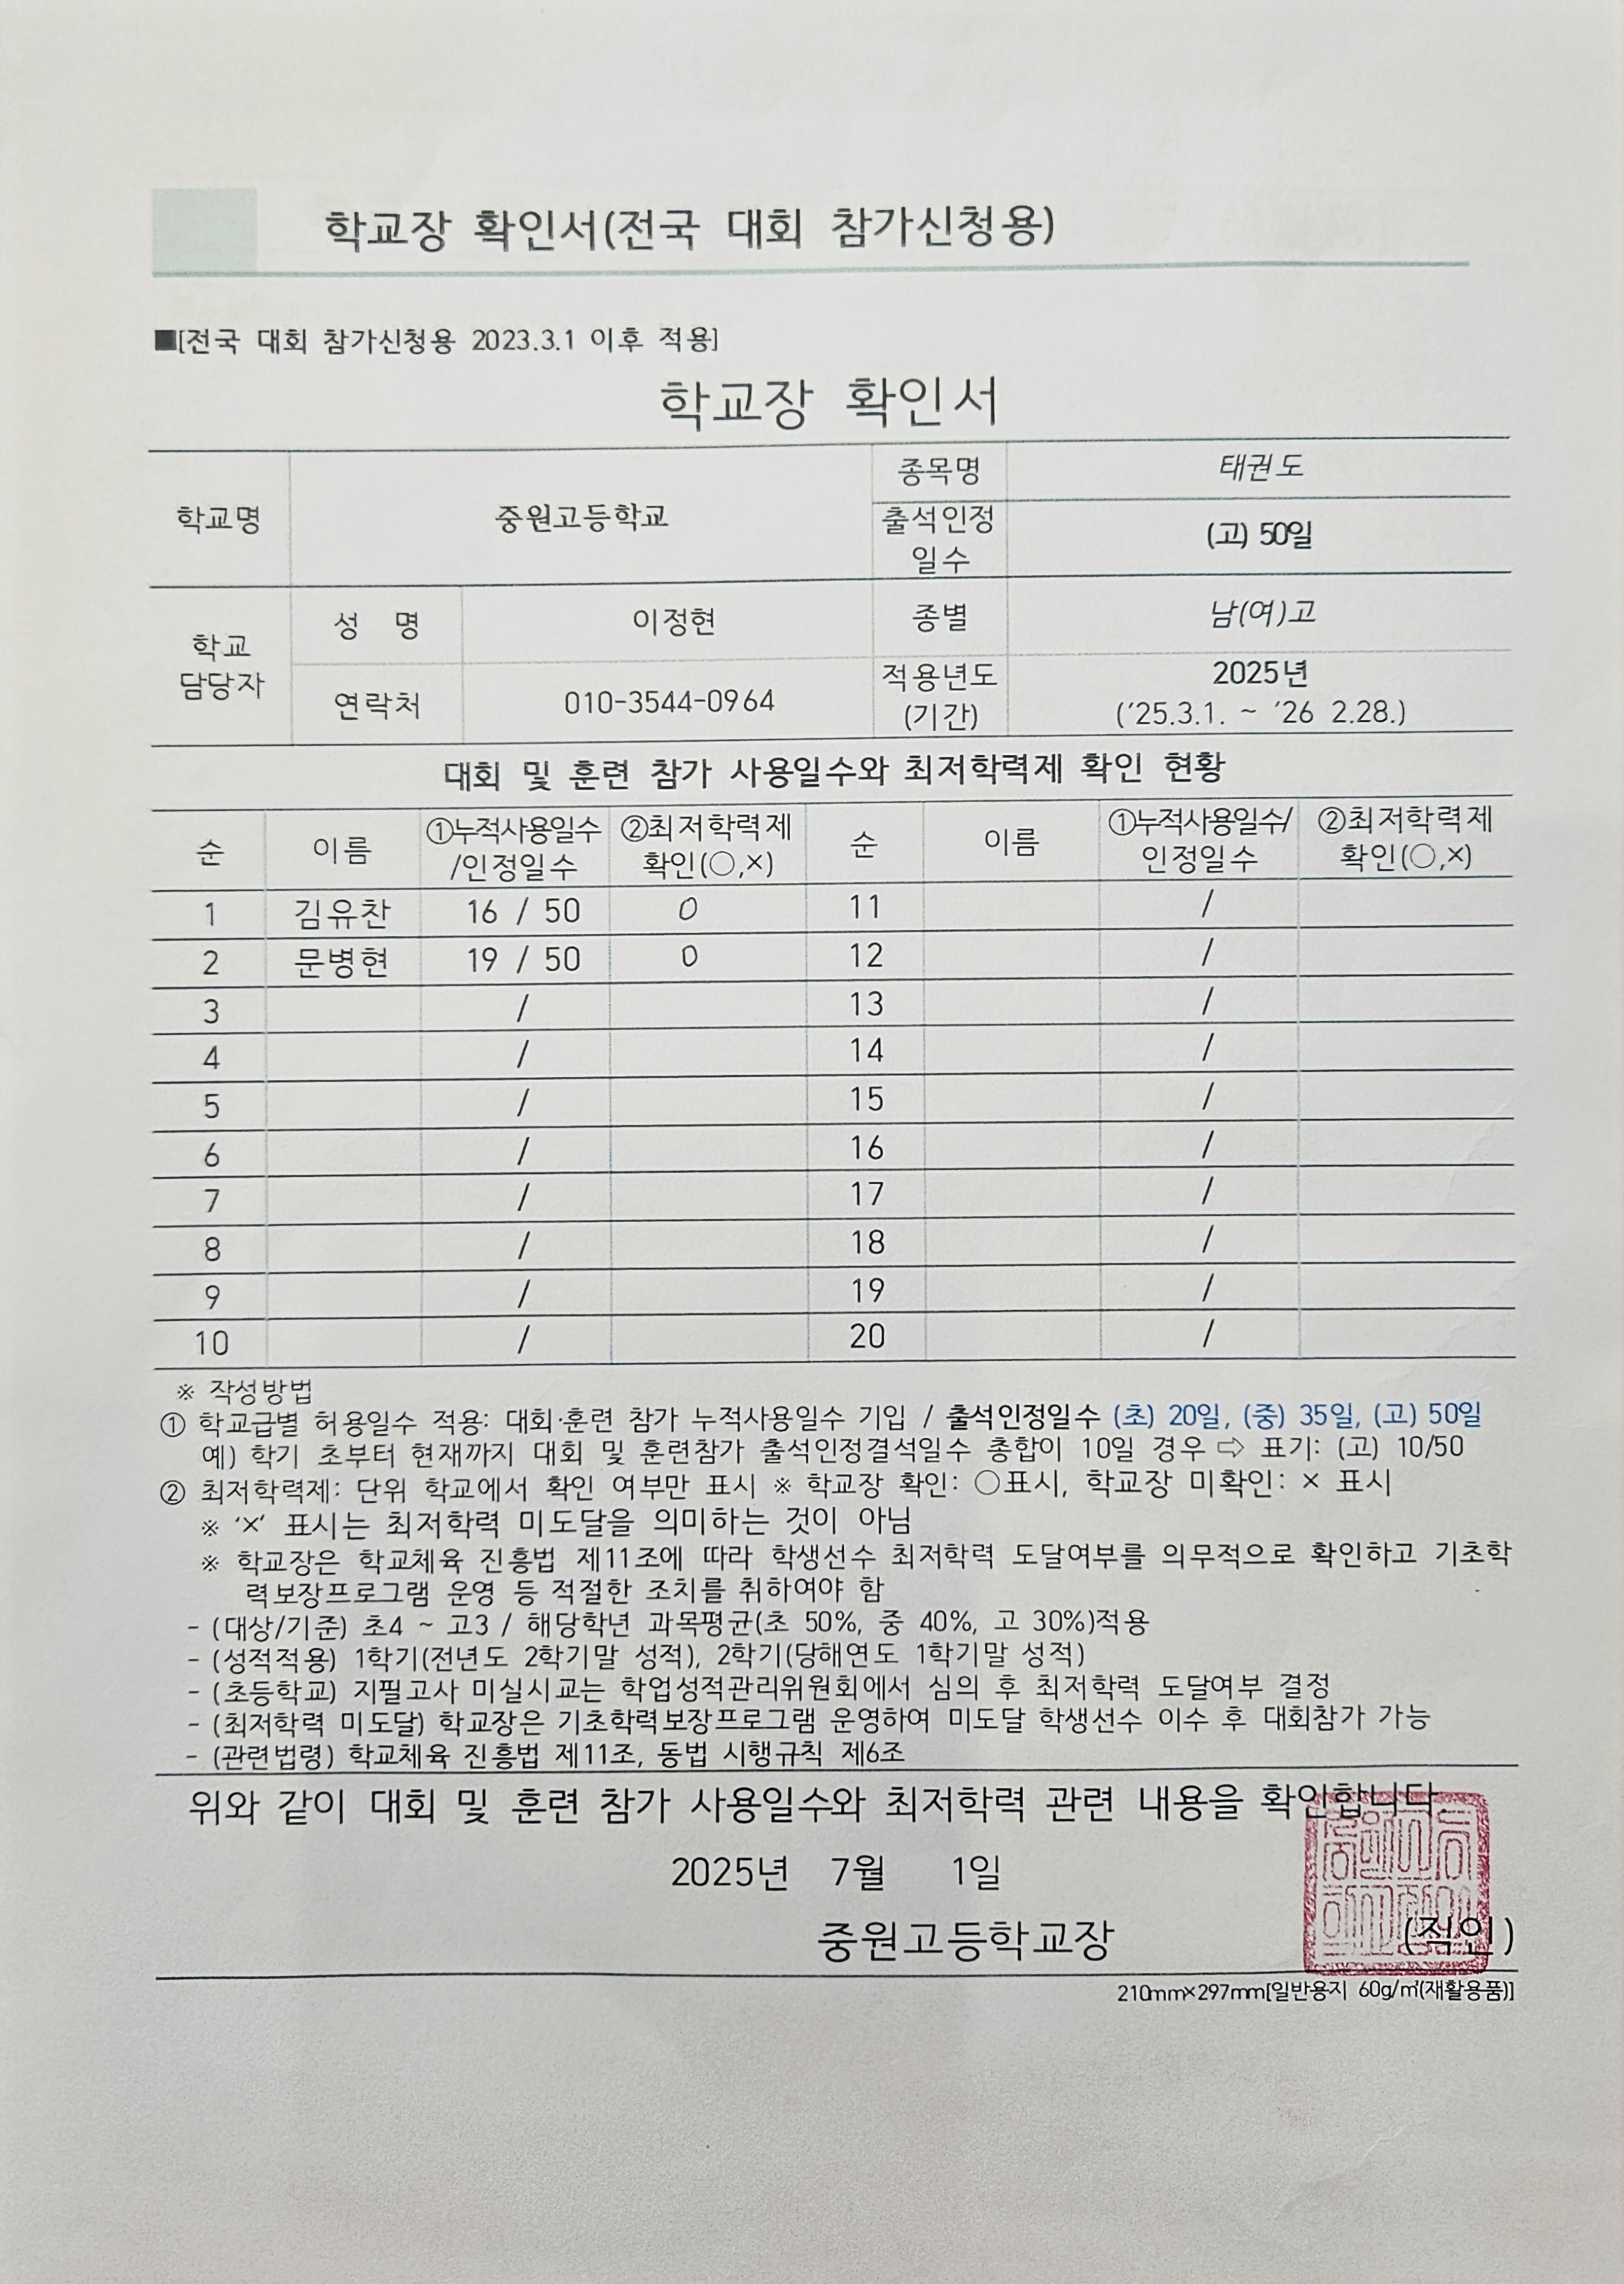 학교장 확인서(전국 대회 참가신청용)
■[전국 대회 참가신청용 2023.3.1 이후 적용]
학교장 확인서
학교명 중원고등학교 종목명 태권도
출석인정일수 (고) 50일
학교 담당자 성 명 이정현 종별 남(여)고
연락처 010-3544-0964 적용년도(기간) 2025년 ('25.3.1. ~ '26 2.28.)
대회 및 훈련 참가 사용일수와 최저학력제 확인 현황
순 이름 ①누적사용일수/인정일수 ②최저학력제 확인(○,×) 순 이름 ①누적사용일수/인정일수 ②최저학력제 확인(○,×)
1 김유찬 16 / 50 O 11 /
2 문병현 19 / 50 O 12 /
3 / 13 /
4 / 14 /
5 / 15 /
6 / 16 /
7 / 17 /
8 / 18 /
9 / 19 /
10 / 20 /
※ 작성방법
① 학교급별 허용일수 적용: 대회·훈련 참가 누적사용일수 기입 / 출석인정일수 (초) 20일, (중) 35일, (고) 50일
예) 학기 초부터 현재까지 대회 및 훈련참가 출석인정결석일수 총합이 10일 경우 ⇨ 표기: (고) 10/50
② 최저학력제: 단위 학교에서 확인 여부만 표시 ※ 학교장 확인: ○표시, 학교장 미확인: × 표시
※ '×' 표시는 최저학력 미도달을 의미하는 것이 아님
※ 학교장은 학교체육 진흥법 제11조에 따라 학생선수 최저학력 도달여부를 의무적으로 확인하고 기초학
력보장프로그램 운영 등 적절한 조치를 취하여야 함
- (대상/기준) 초4 ~ 고3 / 해당학년 과목평균(초 50%, 중 40%, 고 30%)적용
- (성적적용) 1학기(전년도 2학기말 성적), 2학기(당해연도 1학기말 성적)
- (초등학교) 지필고사 미실시교는 학업성적관리위원회에서 심의 후 최저학력 도달여부 결정
- (최저학력 미도달) 학교장은 기초학력보장프로그램 운영하여 미도달 학생선수 이수 후 대회참가 가능
- (관련법령) 학교체육 진흥법 제11조, 동법 시행규칙 제6조
위와 같이 대회 및 훈련 참가 사용일수와 최저학력 관련 내용을 확인합니다.
2025년 7월 1일
중원고등학교장 (직인)
210mm×297mm[일반용지 60g/㎡(재활용품)]